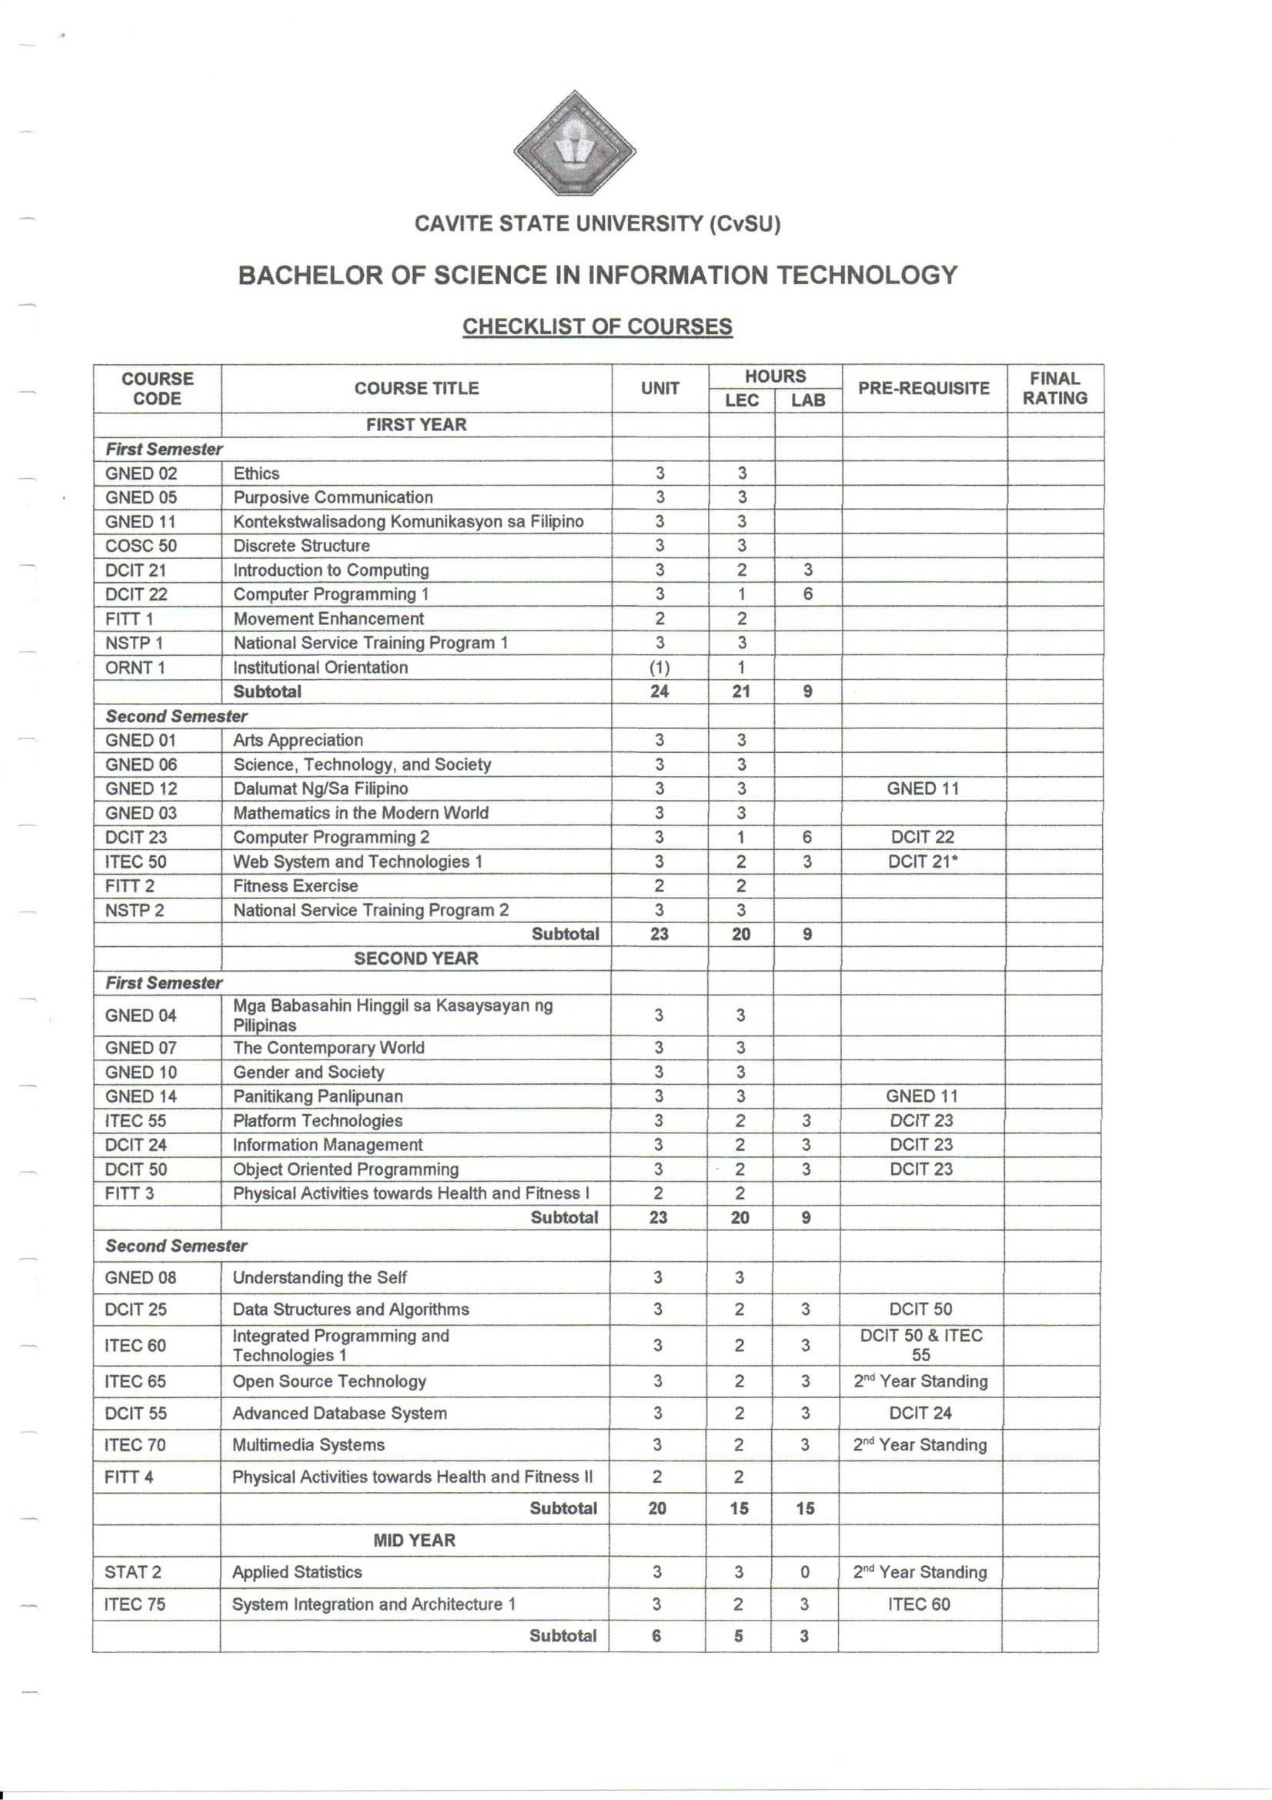 CAVITE STATE UNIVERSITY (CvSU)
BACHELOR OF SCIENCE IN INFORMATION TECHNOLOGY
CHECKLIST OF COURSES
COURSE CODE COURSE TITLE UNIT HOURS LEC LAB PRE-REQUISITE FINAL RATING
FIRST YEAR
First Semester
GNED 02 Ethics 3 3
GNED 05 Purposive Communication 3 3
GNED 11 Kontekstwalisadong Komunikasyon sa Filipino 3 3
COSC 50 Discrete Structure 3 3
DCIT 21 Introduction to Computing 3 2 3
DCIT 22 Computer Programming 1 3 1 6
FITT 1 Movement Enhancement 2 2
NSTP 1 National Service Training Program 1 3 3
ORNT 1 Institutional Orientation (1) 1
Subtotal 24 21 9
Second Semester
GNED 01 Arts Appreciation 3 3
GNED 06 Science, Technology, and Society 3 3
GNED 12 Dalumat Ng/Sa Filipino 3 3 GNED 11
GNED 03 Mathematics in the Modern World 3 3
DCIT 23 Computer Programming 2 3 1 6 DCIT 22
ITEC 50 Web System and Technologies 1 3 2 3 DCIT 21*
FITT 2 Fitness Exercise 2 2
NSTP 2 National Service Training Program 2 3 3
Subtotal 23 20 9
SECOND YEAR
First Semester
GNED 04 Mga Babasahin Hinggil sa Kasaysayan ng Pilipinas 3 3
GNED 07 The Contemporary World 3 3
GNED 10 Gender and Society 3 3
GNED 14 Panitikang Panlipunan 3 3 GNED 11
ITEC 55 Platform Technologies 3 2 3 DCIT 23
DCIT 24 Information Management 3 2 3 DCIT 23
DCIT 50 Object Oriented Programming 3 2 3 DCIT 23
FITT 3 Physical Activities towards Health and Fitness I 2 2
Subtotal 23 20 9
Second Semester
GNED 08 Understanding the Self 3 3
DCIT 25 Data Structures and Algorithms 3 2 3 DCIT 50
ITEC 60 Integrated Programming and Technologies 1 3 2 3 DCIT 50 & ITEC 55
ITEC 65 Open Source Technology 3 2 3 2nd Year Standing
DCIT 55 Advanced Database System 3 2 3 DCIT 24
ITEC 70 Multimedia Systems 3 2 3 2nd Year Standing
FITT 4 Physical Activities towards Health and Fitness II 2 2
Subtotal 20 15 15
MID YEAR
STAT 2 Applied Statistics 3 3 0 2nd Year Standing
ITEC 75 System Integration and Architecture 1 3 2 3 ITEC 60
Subtotal 6 5 3